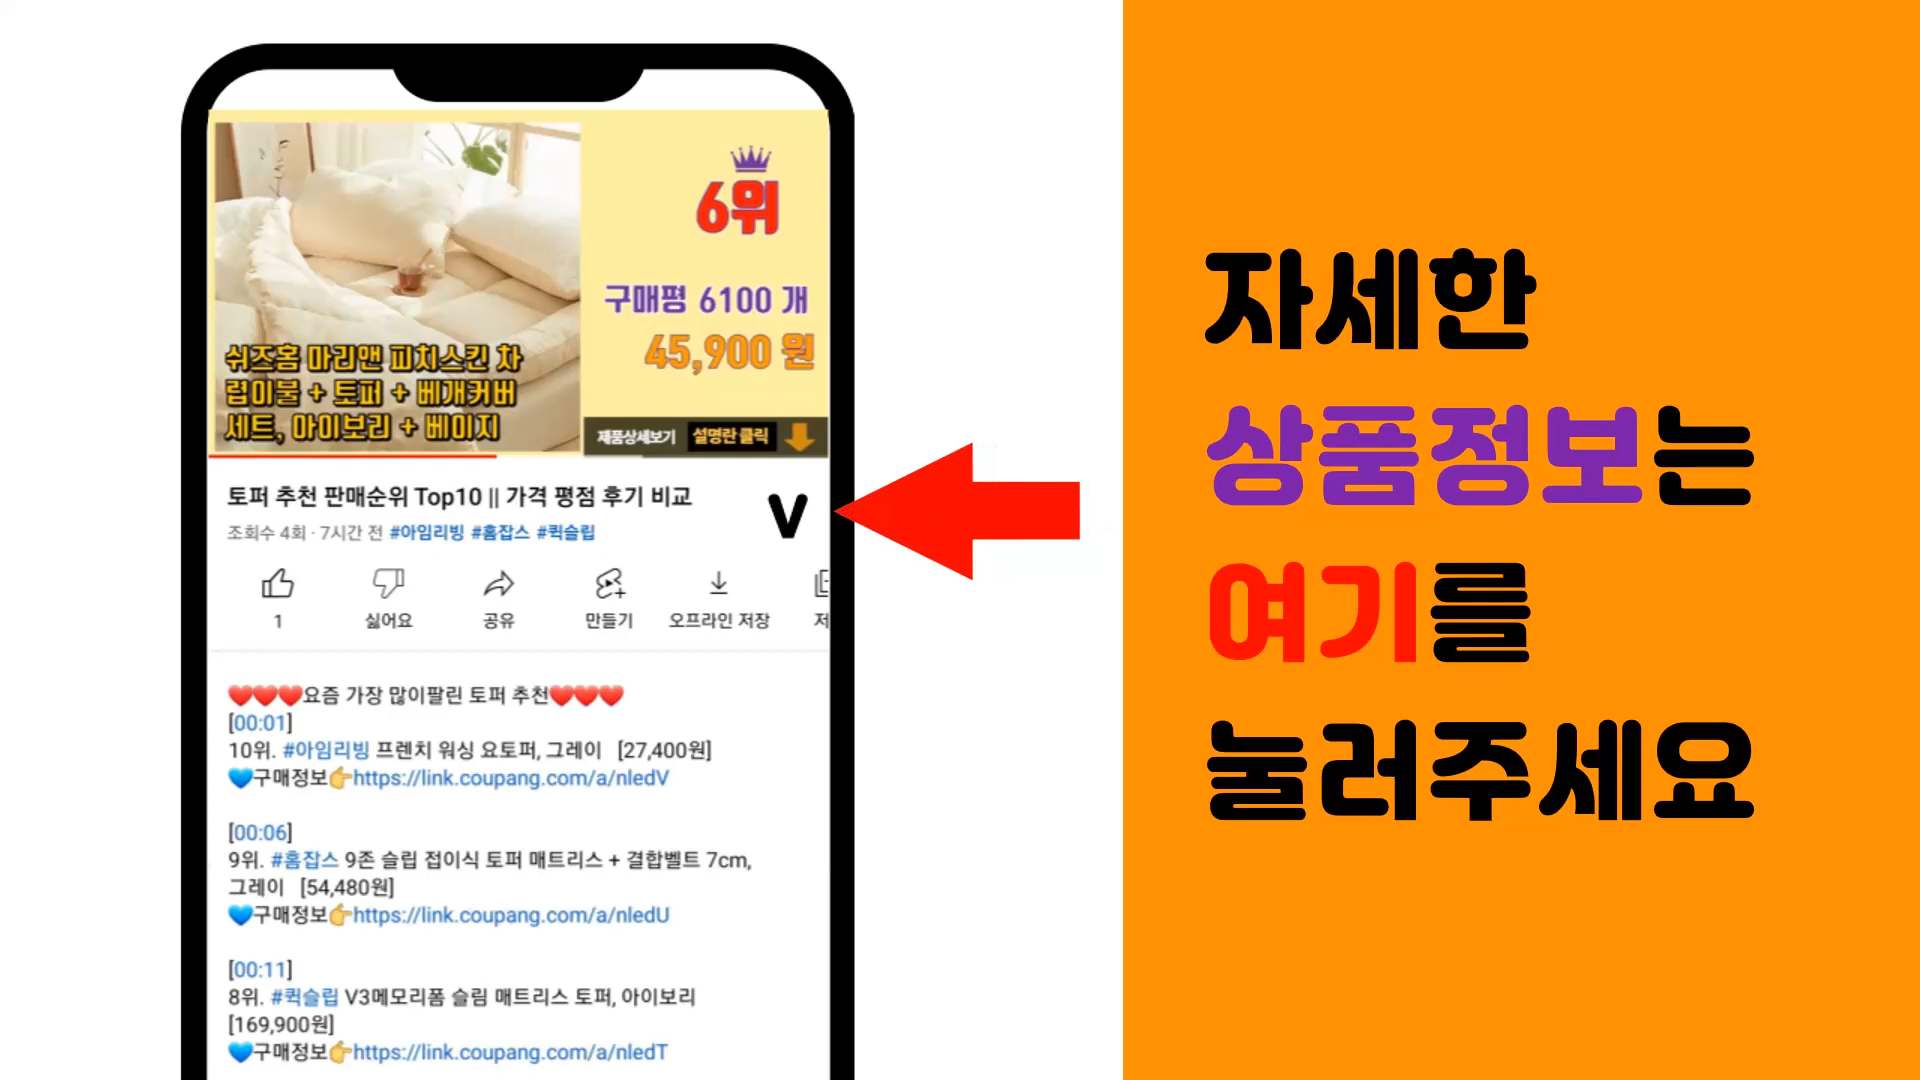 6위
구매평 6100 개
45,900 원
쉬즈홈 마리앤 피치스킨 차
렵이불 + 토퍼 + 베개커버
세트, 아이보리 + 베이지
제품상세보기 설명란 클릭
토퍼 추천 판매순위 Top10 || 가격 평점 후기 비교
V
조회수 4회 · 7시간 전 #아임리빙 #홈잡스 #퀵슬립
1 싫어요 공유 만들기 오프라인 저장 저
❤️❤️❤️요즘 가장 많이팔린 토퍼 추천❤️❤️❤️
[00:01]
10위. #아임리빙 프렌치 워싱 요토퍼, 그레이 [27,400원]
💙구매정보👉https://link.coupang.com/a/nledV
[00:06]
9위. #홈잡스 9존 슬립 접이식 토퍼 매트리스 + 결합벨트 7cm,
그레이 [54,480원]
💙구매정보👉https://link.coupang.com/a/nledU
[00:11]
8위. #퀵슬립 V3메모리폼 슬림 매트리스 토퍼, 아이보리
[169,900원]
💙구매정보👉https://link.coupang.com/a/nledT
자세한
상품정보는
여기를
눌러주세요